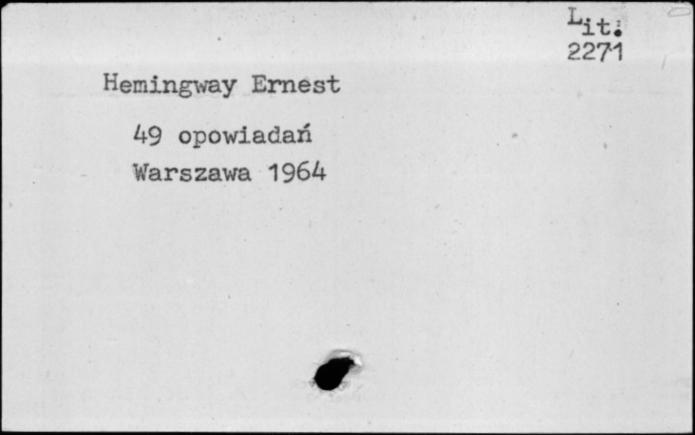 Lit:
2271
Hemingway Ernest
49 opowiadań
Warszawa 1964